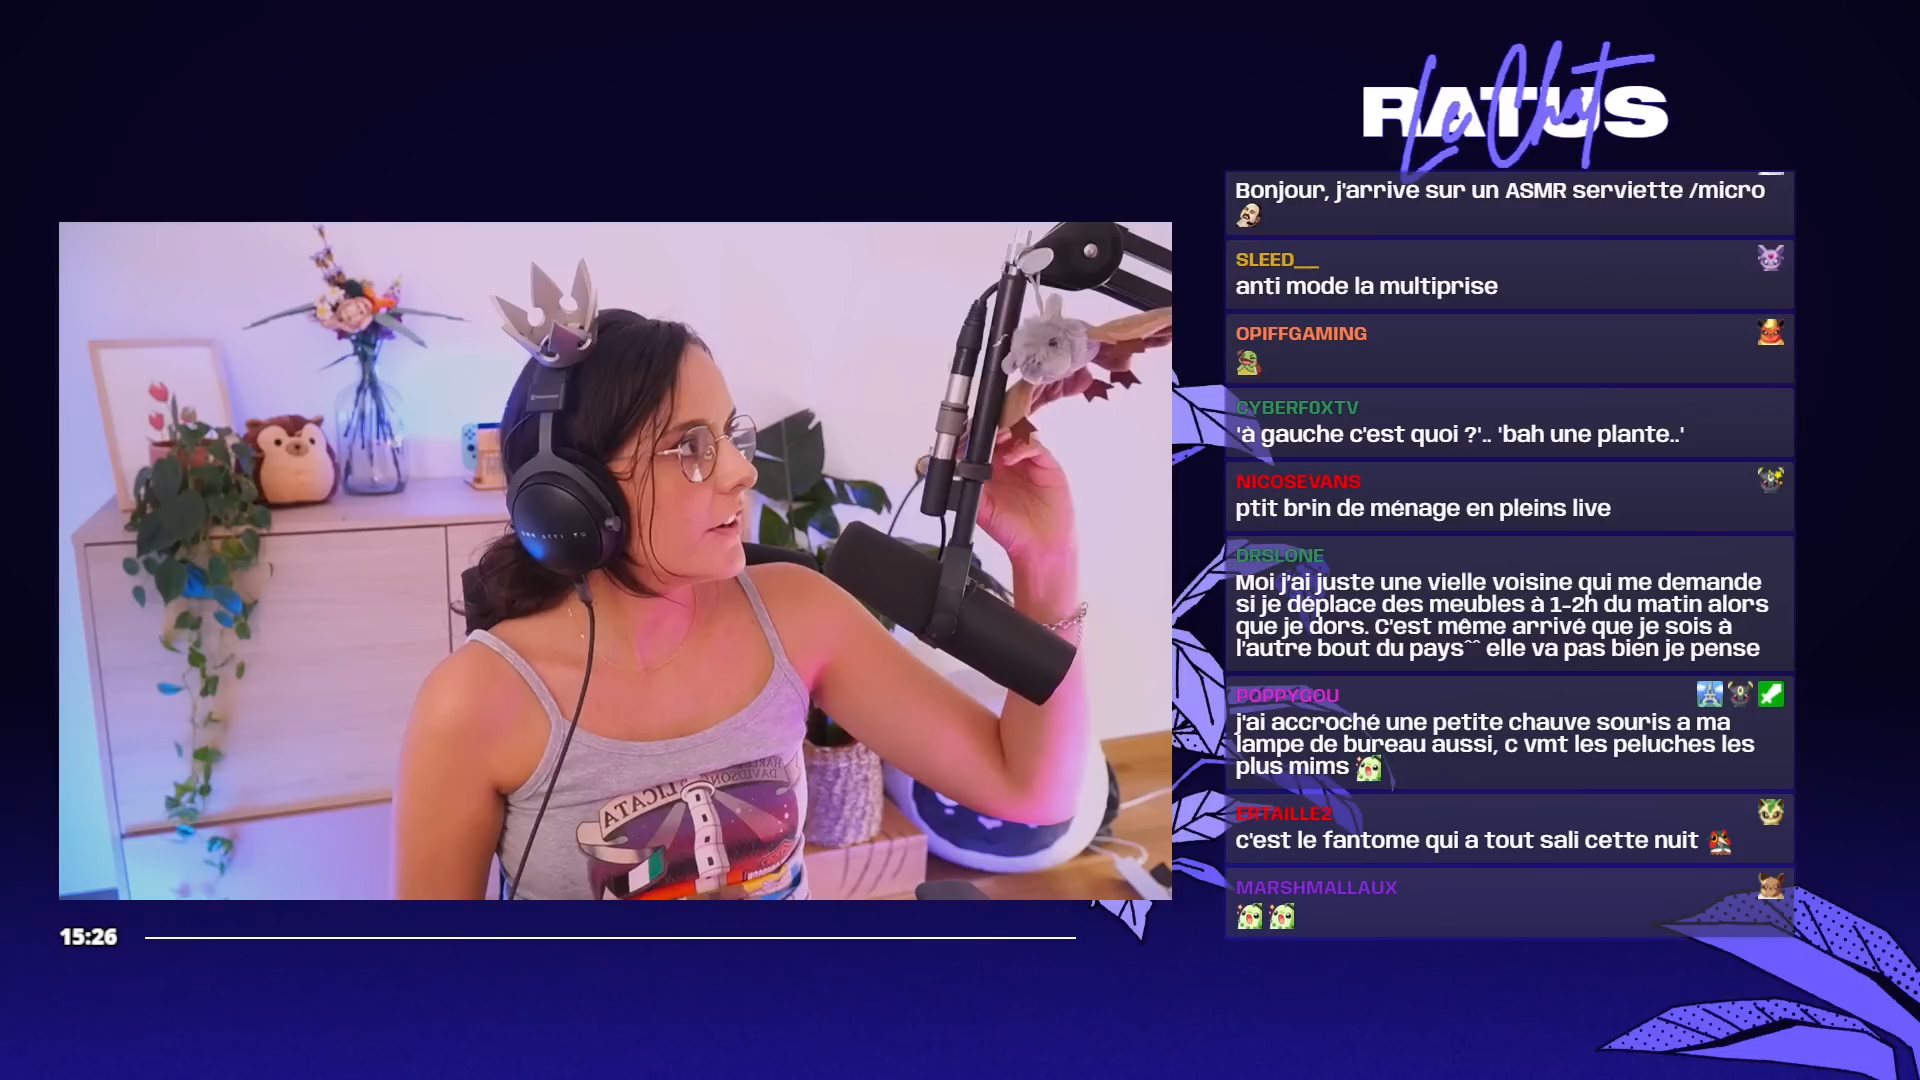 RATUS
Le Chat
Bonjour, j'arrive sur un ASMR serviette /micro
SLEED__
anti mode la multiprise
OPIFFGAMING
CYBERF0XTV
'à gauche c'est quoi ?'.. 'bah une plante..'
NICOSEVANS
ptit brin de ménage en pleins live
DRSLONE
Moi j'ai juste une vielle voisine qui me demande
si je déplace des meubles à 1-2h du matin alors
que je dors. C'est même arrivé que je sois à
l'autre bout du pays^^ elle va pas bien je pense
POPPYGOU
j'ai accroché une petite chauve souris a ma
lampe de bureau aussi, c vmt les peluches les
plus mims
ERTAILLE2
c'est le fantome qui a tout sali cette nuit
MARSHMALLAUX
HARLEY
DAVIDSON
15:26